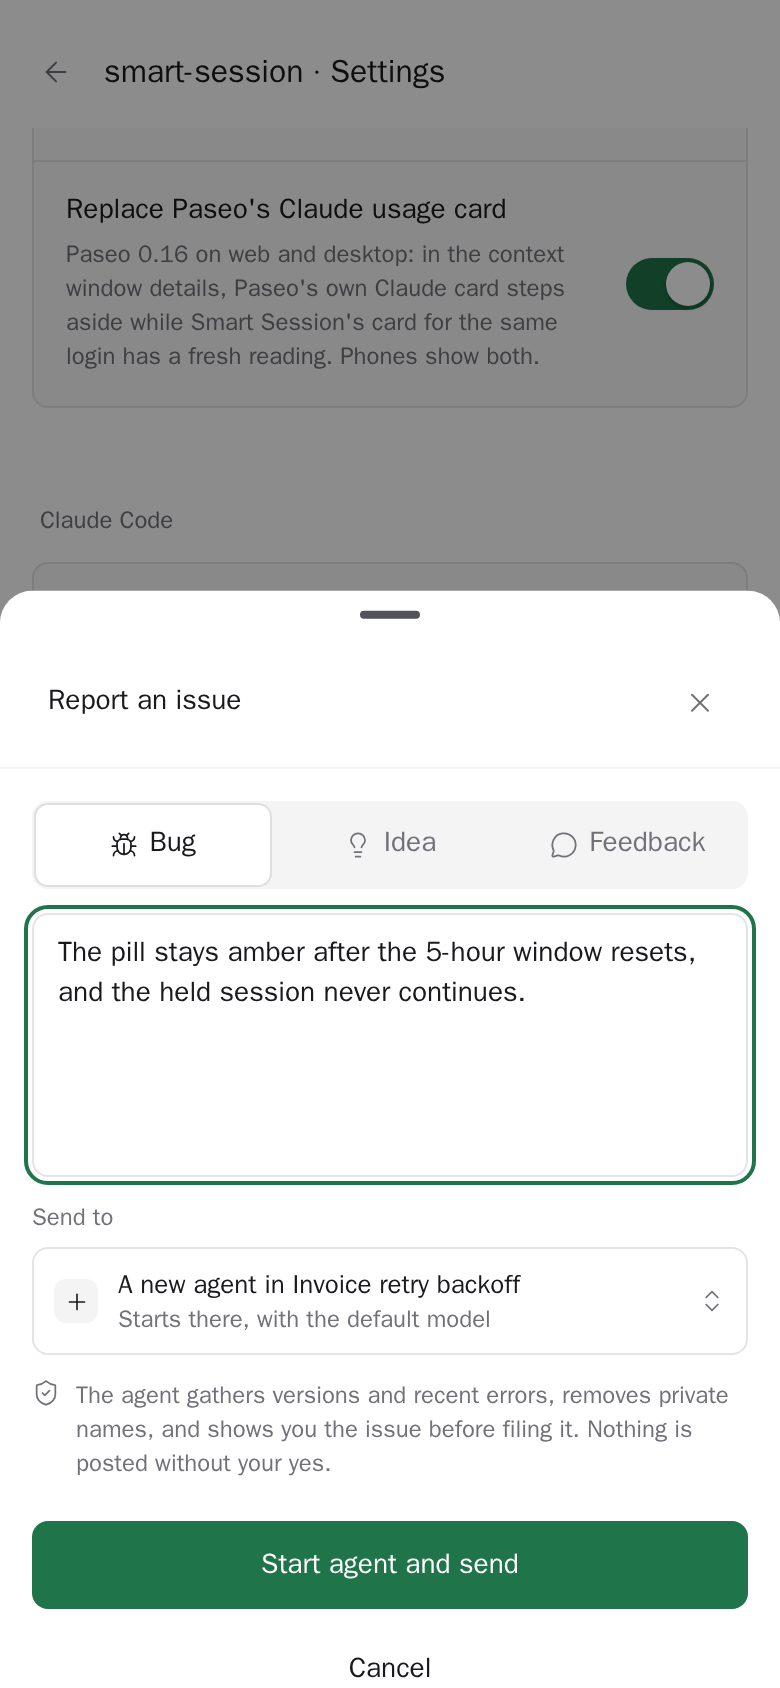 smart-session · Settings
Replace Paseo's Claude usage card
Paseo 0.16 on web and desktop: in the context
window details, Paseo's own Claude card steps
aside while Smart Session's card for the same
login has a fresh reading. Phones show both.
Claude Code
Report an issue
Bug
Idea
Feedback
The pill stays amber after the 5-hour window resets,
and the held session never continues.
Send to
A new agent in Invoice retry backoff
Starts there, with the default model
The agent gathers versions and recent errors, removes private
names, and shows you the issue before filing it. Nothing is
posted without your yes.
Start agent and send
Cancel